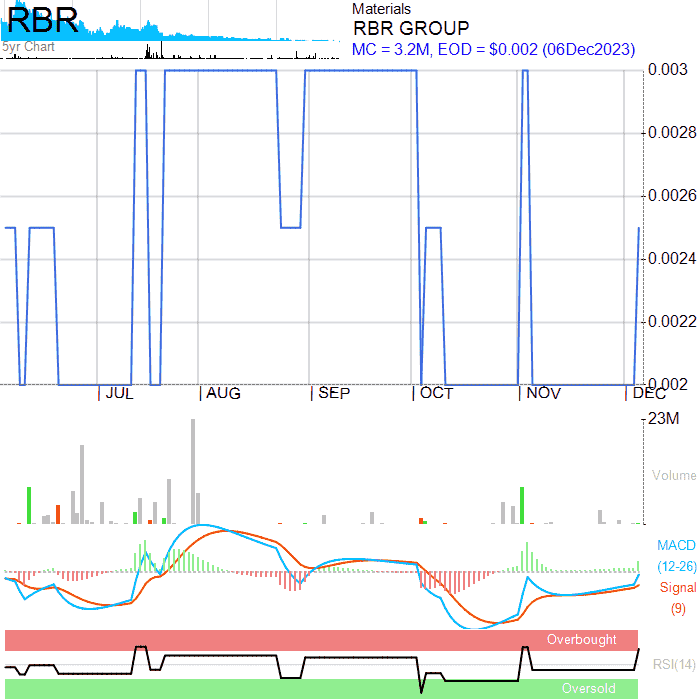 RBR
5yr Chart
Materials
RBR GROUP
MC = 3.2M, EOD = $0.002 (06Dec2023)
0.003
0.0028
0.0026
0.0024
0.0022
0.002
JUL
AUG
SEP
OCT
NOV
DEC
23M
Volume
MACD
(12-26)
Signal
(9)
Overbought
RSI(14)
Oversold